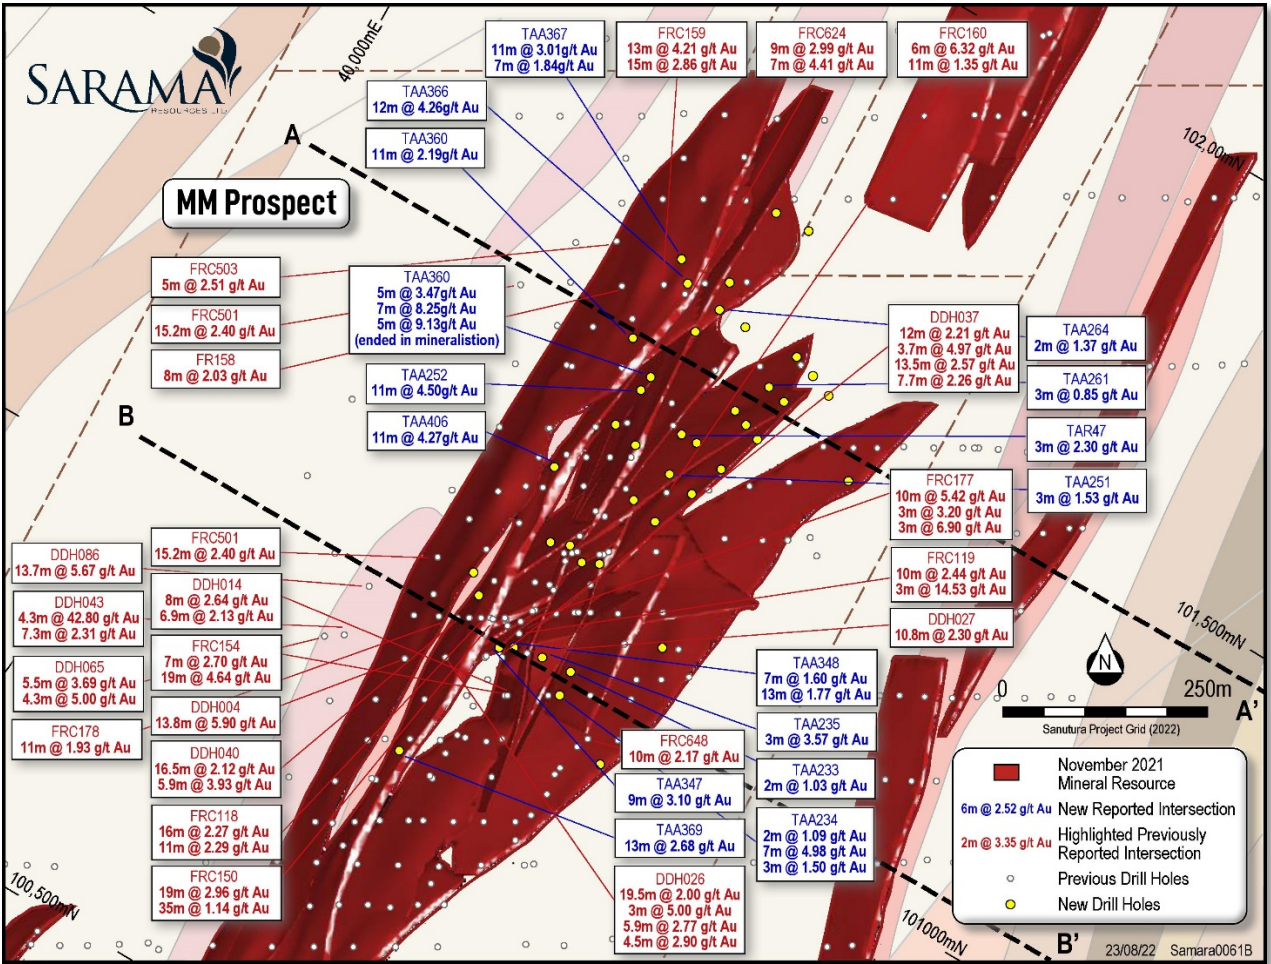 SARAMA
RESOURCES LTD
40,000mE
TAA367
11m @ 3.01g/t Au
7m @ 1.84g/t Au
FRC159
13m @ 4.21 g/t Au
15m @ 2.86 g/t Au
FRC624
9m @ 2.99 g/t Au
7m @ 4.41 g/t Au
FRC160
6m @ 6.32 g/t Au
11m @ 1.35 g/t Au
TAA366
12m @ 4.26g/t Au
TAA360
11m @ 2.19g/t Au
A
102,00mN
MM Prospect
FRC503
5m @ 2.51 g/t Au
FRC501
15.2m @ 2.40 g/t Au
FR158
8m @ 2.03 g/t Au
TAA360
5m @ 3.47g/t Au
7m @ 8.25g/t Au
5m @ 9.13g/t Au
(ended in mineralistion)
TAA252
11m @ 4.50g/t Au
TAA406
11m @ 4.27g/t Au
B
DDH037
12m @ 2.21 g/t Au
3.7m @ 4.97 g/t Au
13.5m @ 2.57 g/t Au
7.7m @ 2.26 g/t Au
TAA264
2m @ 1.37 g/t Au
TAA261
3m @ 0.85 g/t Au
TAR47
3m @ 2.30 g/t Au
TAA251
3m @ 1.53 g/t Au
FRC177
10m @ 5.42 g/t Au
3m @ 3.20 g/t Au
3m @ 6.90 g/t Au
FRC119
10m @ 2.44 g/t Au
3m @ 14.53 g/t Au
DDH027
10.8m @ 2.30 g/t Au
DDH086
13.7m @ 5.67 g/t Au
DDH043
4.3m @ 42.80 g/t Au
7.3m @ 2.31 g/t Au
DDH065
5.5m @ 3.69 g/t Au
4.3m @ 5.00 g/t Au
FRC178
11m @ 1.93 g/t Au
FRC501
15.2m @ 2.40 g/t Au
DDH014
8m @ 2.64 g/t Au
6.9m @ 2.13 g/t Au
FRC154
7m @ 2.70 g/t Au
19m @ 4.64 g/t Au
DDH004
13.8m @ 5.90 g/t Au
DDH040
16.5m @ 2.12 g/t Au
5.9m @ 3.93 g/t Au
FRC118
16m @ 2.27 g/t Au
11m @ 2.29 g/t Au
FRC150
19m @ 2.96 g/t Au
35m @ 1.14 g/t Au
100,500mN
FRC648
10m @ 2.17 g/t Au
TAA347
9m @ 3.10 g/t Au
TAA369
13m @ 2.68 g/t Au
DDH026
19.5m @ 2.00 g/t Au
3m @ 5.00 g/t Au
5.9m @ 2.77 g/t Au
4.5m @ 2.90 g/t Au
TAA348
7m @ 1.60 g/t Au
13m @ 1.77 g/t Au
TAA235
3m @ 3.57 g/t Au
TAA233
2m @ 1.03 g/t Au
TAA234
2m @ 1.09 g/t Au
7m @ 4.98 g/t Au
3m @ 1.50 g/t Au
101,500mN
N
0
250m
A'
Sanutura Project Grid (2022)
November 2021
Mineral Resource
6m @ 2.52 g/t Au New Reported Intersection
2m @ 3.35 g/t Au Highlighted Previously
Reported Intersection
Previous Drill Holes
New Drill Holes
101000mN
B'
23/08/22 Samara0061B